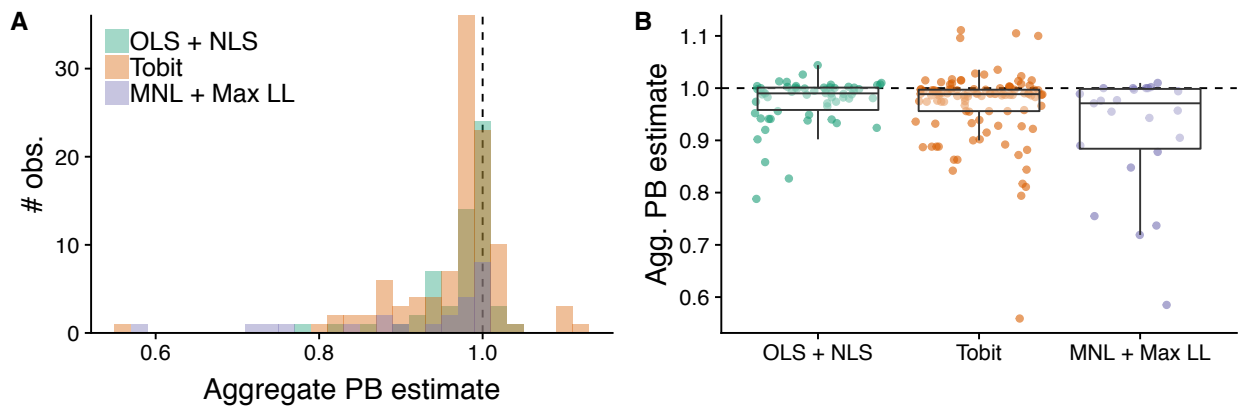 A
OLS + NLS
Tobit
MNL + Max LL
# obs.
30
20
10
0
0.6
0.8
1.0
Aggregate PB estimate
B
Agg. PB estimate
1.1
1.0
0.9
0.8
0.7
0.6
OLS + NLS
Tobit
MNL + Max LL